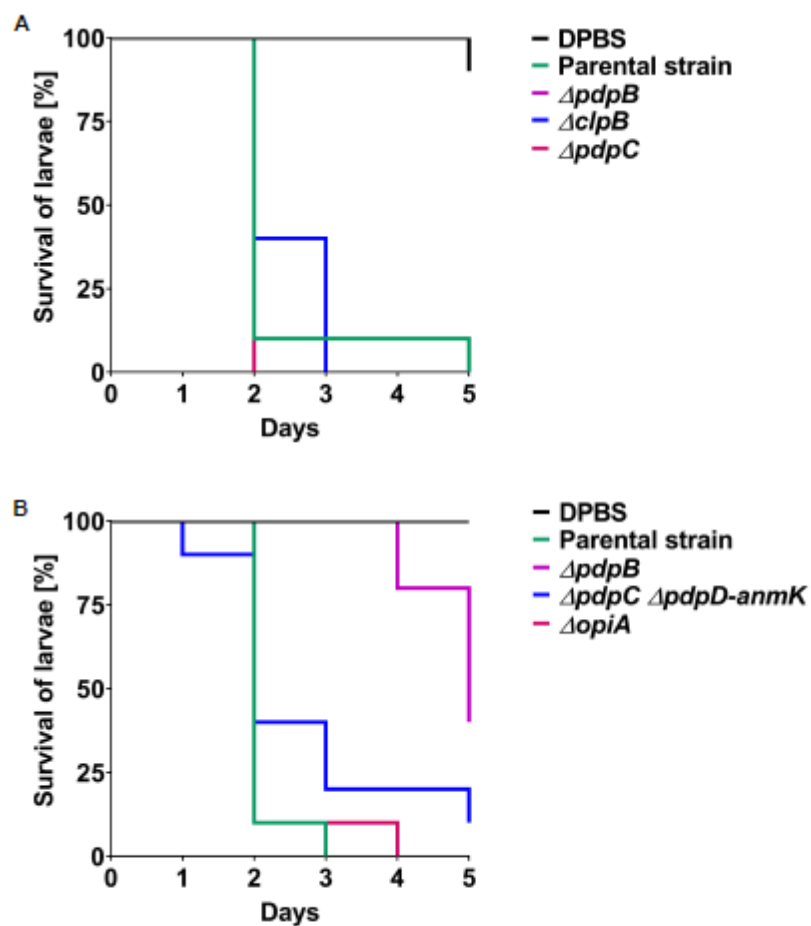 A
100
75
50
25
0
Survival of larvae [%]
0 1 2 3 4 5
Days
DPBS
Parental strain
ΔpdpB
ΔclpB
ΔpdpC
B
100
75
50
25
0
Survival of larvae [%]
0 1 2 3 4 5
Days
DPBS
Parental strain
ΔpdpB
ΔpdpC ΔpdpD-anmK
ΔopiA